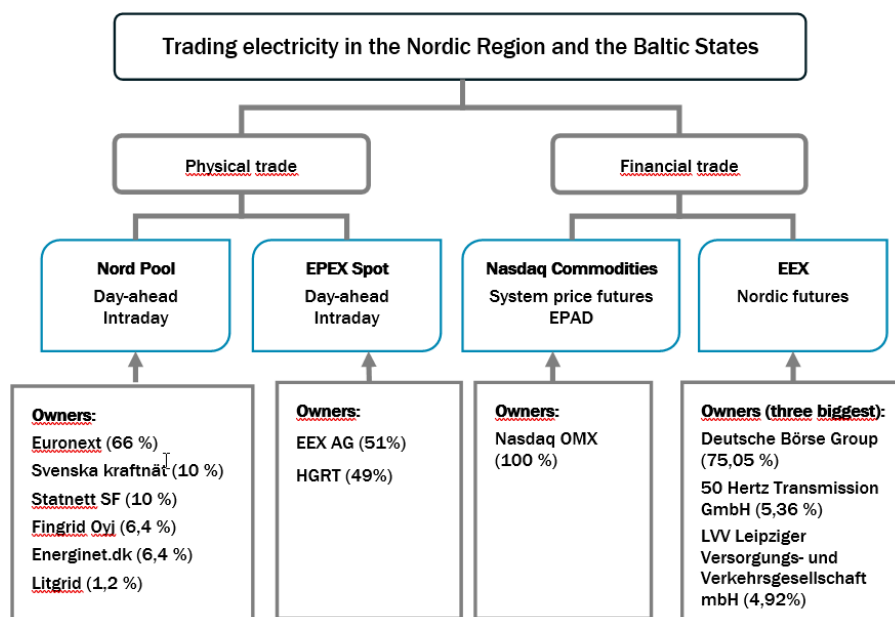 Trading electricity in the Nordic Region and the Baltic States
Physical trade
Financial trade
Nord Pool
Day-ahead
Intraday
EPEX Spot
Day-ahead
Intraday
Nasdaq Commodities
System price futures
EPAD
EEX
Nordic futures
Owners:
Euronext (66 %)
Svenska kraftnät (10 %)
Statnett SF (10 %)
Fingrid Oyj (6,4 %)
Energinet.dk (6,4 %)
Litgrid (1,2 %)
Owners:
EEX AG (51%)
HGRT (49%)
Owners:
Nasdaq OMX
(100 %)
Owners (three biggest):
Deutsche Börse Group
(75,05 %)
50 Hertz Transmission
GmbH (5,36 %)
LVV Leipziger
Versorgungs- und
Verkehrsgesellschaft
mbH (4,92%)